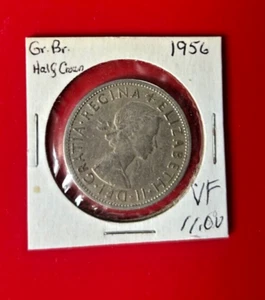 Gr. Br. 1956
Half Crown
ELIZABETH·II·DEI·GRATIA·REGINA
VF
11.00